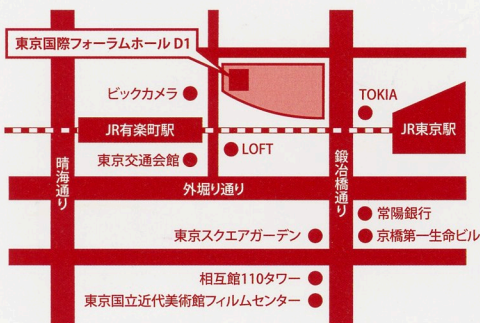 東京国際フォーラムホール D1
ビックカメラ
TOKIA
JR有楽町駅
JR東京駅
東京交通会館
LOFT
晴海通り
鍛冶橋通り
外堀り通り
常陽銀行
東京スクエアガーデン
京橋第一生命ビル
相互館110タワー
東京国立近代美術館フィルムセンター